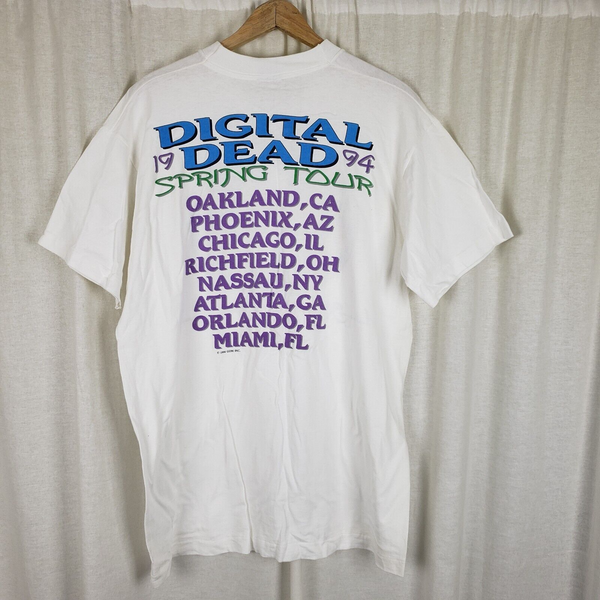 DIGITAL
19 DEAD 94
SPRING TOUR
OAKLAND, CA
PHOENIX, AZ
CHICAGO, IL
RICHFIELD, OH
NASSAU, NY
ATLANTA, GA
ORLANDO, FL
MIAMI, FL